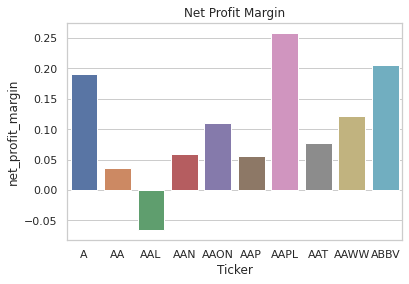 Net Profit Margin
net_profit_margin
0.25
0.20
0.15
0.10
0.05
0.00
−0.05
A AA AAL AAN AAON AAP AAPL AAT AAWW ABBV
Ticker